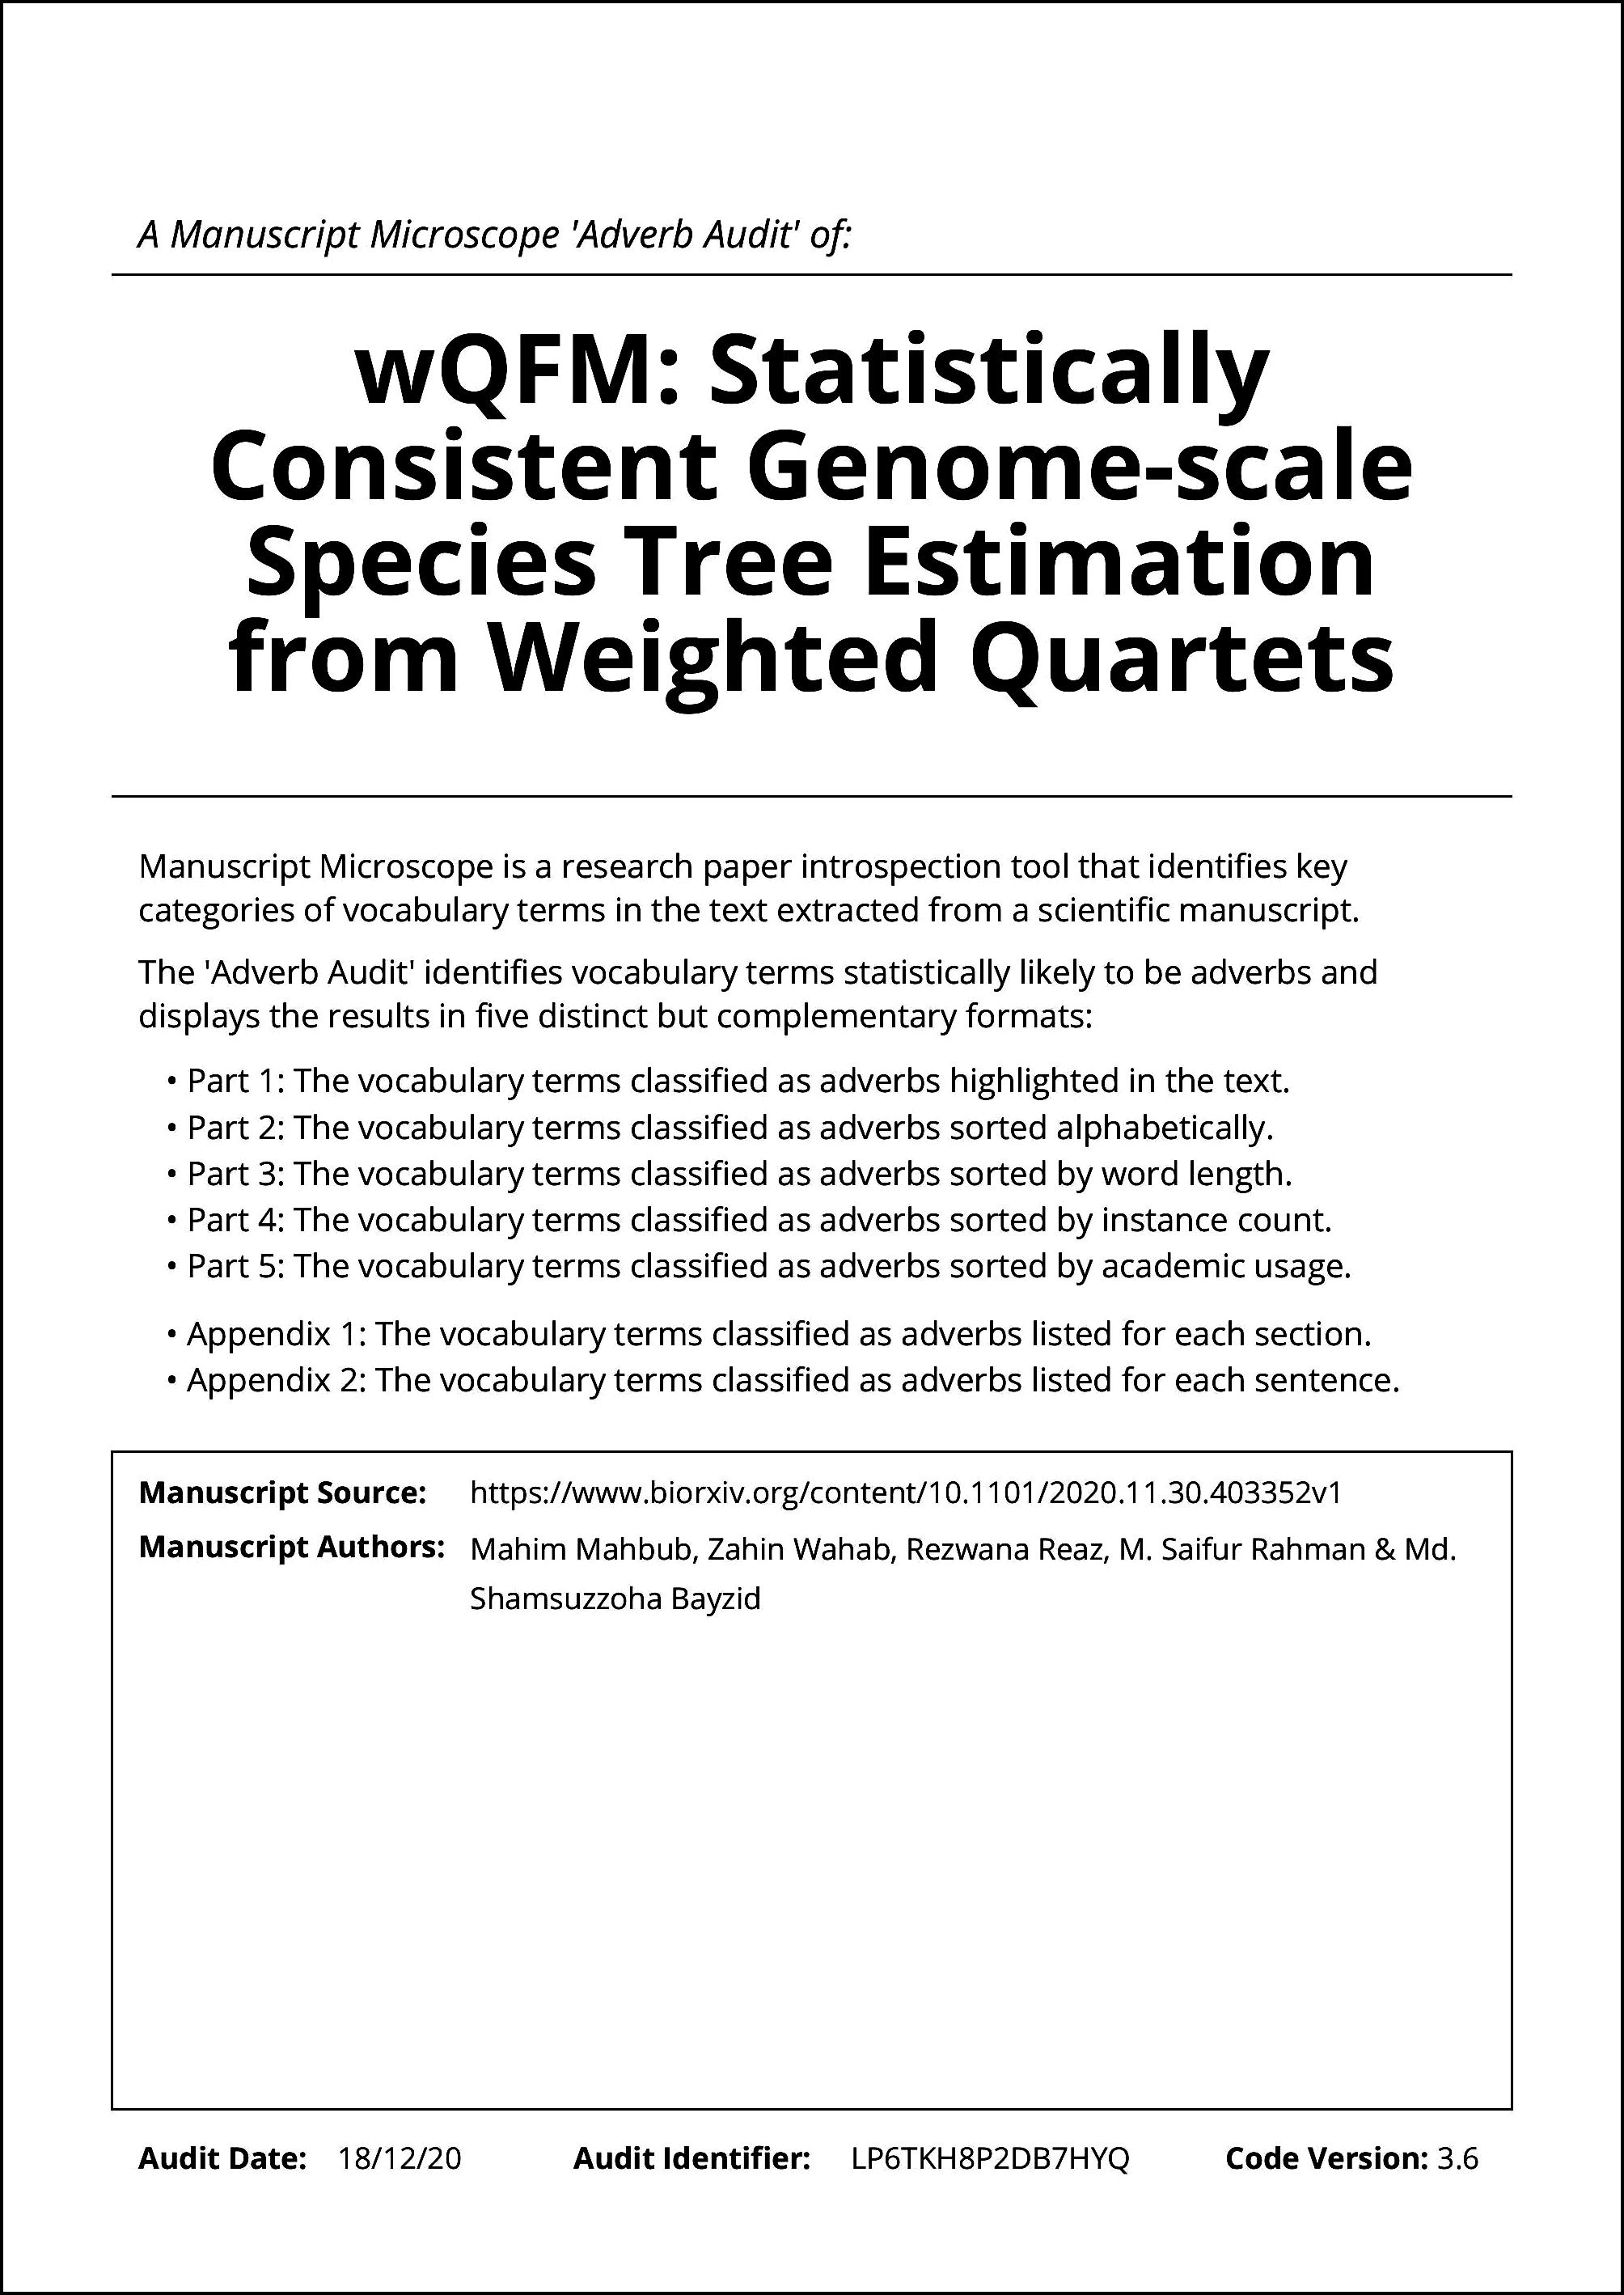 A Manuscript Microscope 'Adverb Audit' of:
wQFM: Statistically
Consistent Genome-scale
Species Tree Estimation
from Weighted Quartets
Manuscript Microscope is a research paper introspection tool that identifies key
categories of vocabulary terms in the text extracted from a scientific manuscript.
The 'Adverb Audit' identifies vocabulary terms statistically likely to be adverbs and
displays the results in five distinct but complementary formats:
• Part 1: The vocabulary terms classified as adverbs highlighted in the text.
• Part 2: The vocabulary terms classified as adverbs sorted alphabetically.
• Part 3: The vocabulary terms classified as adverbs sorted by word length.
• Part 4: The vocabulary terms classified as adverbs sorted by instance count.
• Part 5: The vocabulary terms classified as adverbs sorted by academic usage.
• Appendix 1: The vocabulary terms classified as adverbs listed for each section.
• Appendix 2: The vocabulary terms classified as adverbs listed for each sentence.
Manuscript Source: https://www.biorxiv.org/content/10.1101/2020.11.30.403352v1
Manuscript Authors: Mahim Mahbub, Zahin Wahab, Rezwana Reaz, M. Saifur Rahman & Md.
Shamsuzzoha Bayzid
Audit Date: 18/12/20 Audit Identifier: LP6TKH8P2DB7HYQ Code Version: 3.6